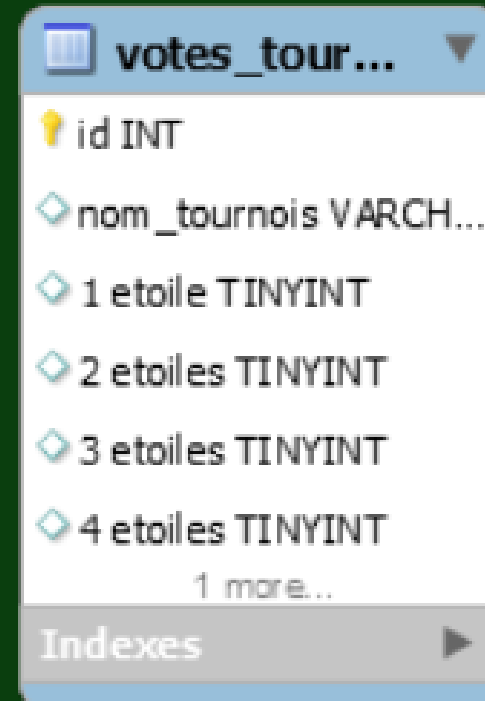 votes_tour...
id INT
nom_tournois VARCH...
1 etoile TINYINT
2 etoiles TINYINT
3 etoiles TINYINT
4 etoiles TINYINT
1 more...
Indexes